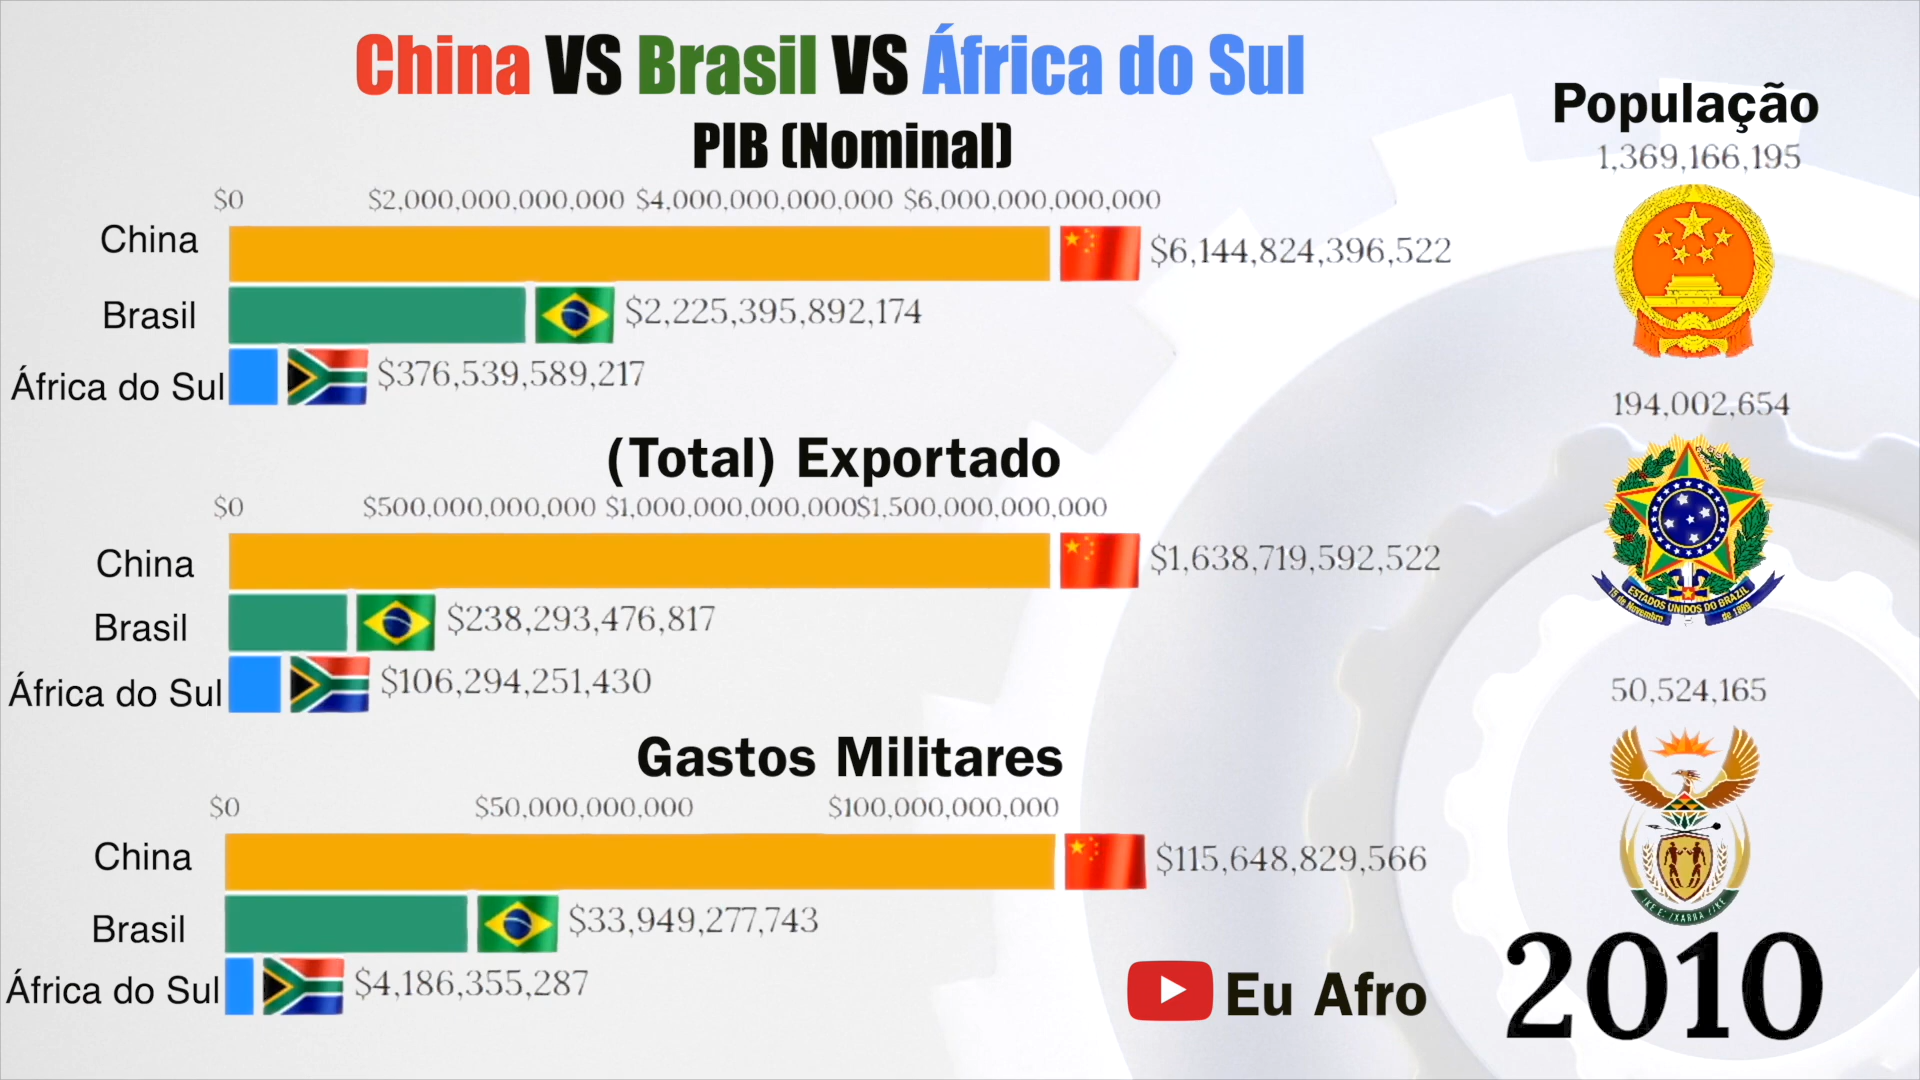 China VS Brasil VS África do Sul
PIB (Nominal)
$0 $2,000,000,000,000 $4,000,000,000,000 $6,000,000,000,000
China $6,144,824,396,522
Brasil $2,225,395,892,174
África do Sul $376,539,589,217
(Total) Exportado
$0 $500,000,000,000 $1,000,000,000,000 $1,500,000,000,000
China $1,638,719,592,522
Brasil $238,293,476,817
África do Sul $106,294,251,430
Gastos Militares
$0 $50,000,000,000 $100,000,000,000
China $115,648,829,566
Brasil $33,949,277,743
África do Sul $4,186,355,287
População
1,369,166,195
194,002,654
ESTADOS UNIDOS DO BRAZIL
15 de Novembro de 1889
50,524,165
Eu Afro
2010